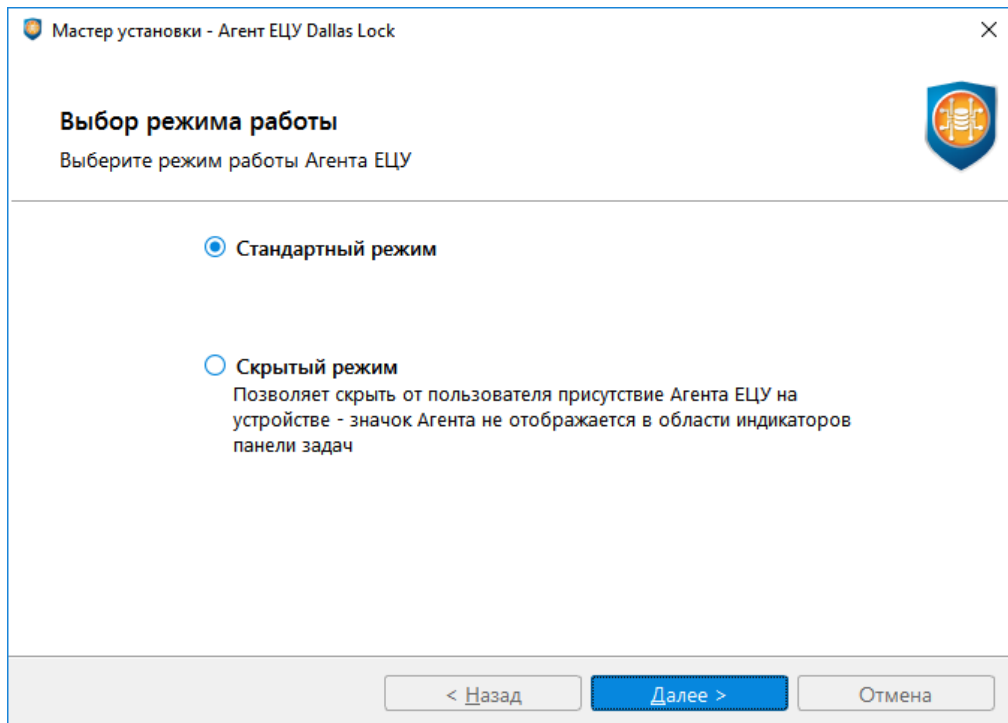 Мастер установки - Агент ЕЦУ Dallas Lock
Выбор режима работы
Выберите режим работы Агента ЕЦУ
Стандартный режим
Скрытый режим
Позволяет скрыть от пользователя присутствие Агента ЕЦУ на
устройстве - значок Агента не отображается в области индикаторов
панели задач
< Назад
Далее >
Отмена